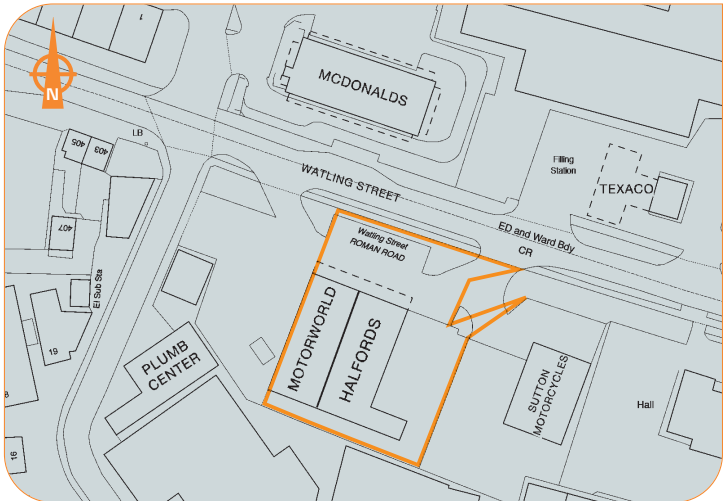 1
N
MCDONALDS
LB
405
403
WATLING STREET
Filling
Station
TEXACO
407
Watling Street
ROMAN ROAD
ED and Ward Bdy
CR
El Sub Sta
MOTORWORLD
HALFORDS
19
PLUMB
CENTER
SUTTON
MOTORCYCLES
Hall
8
16